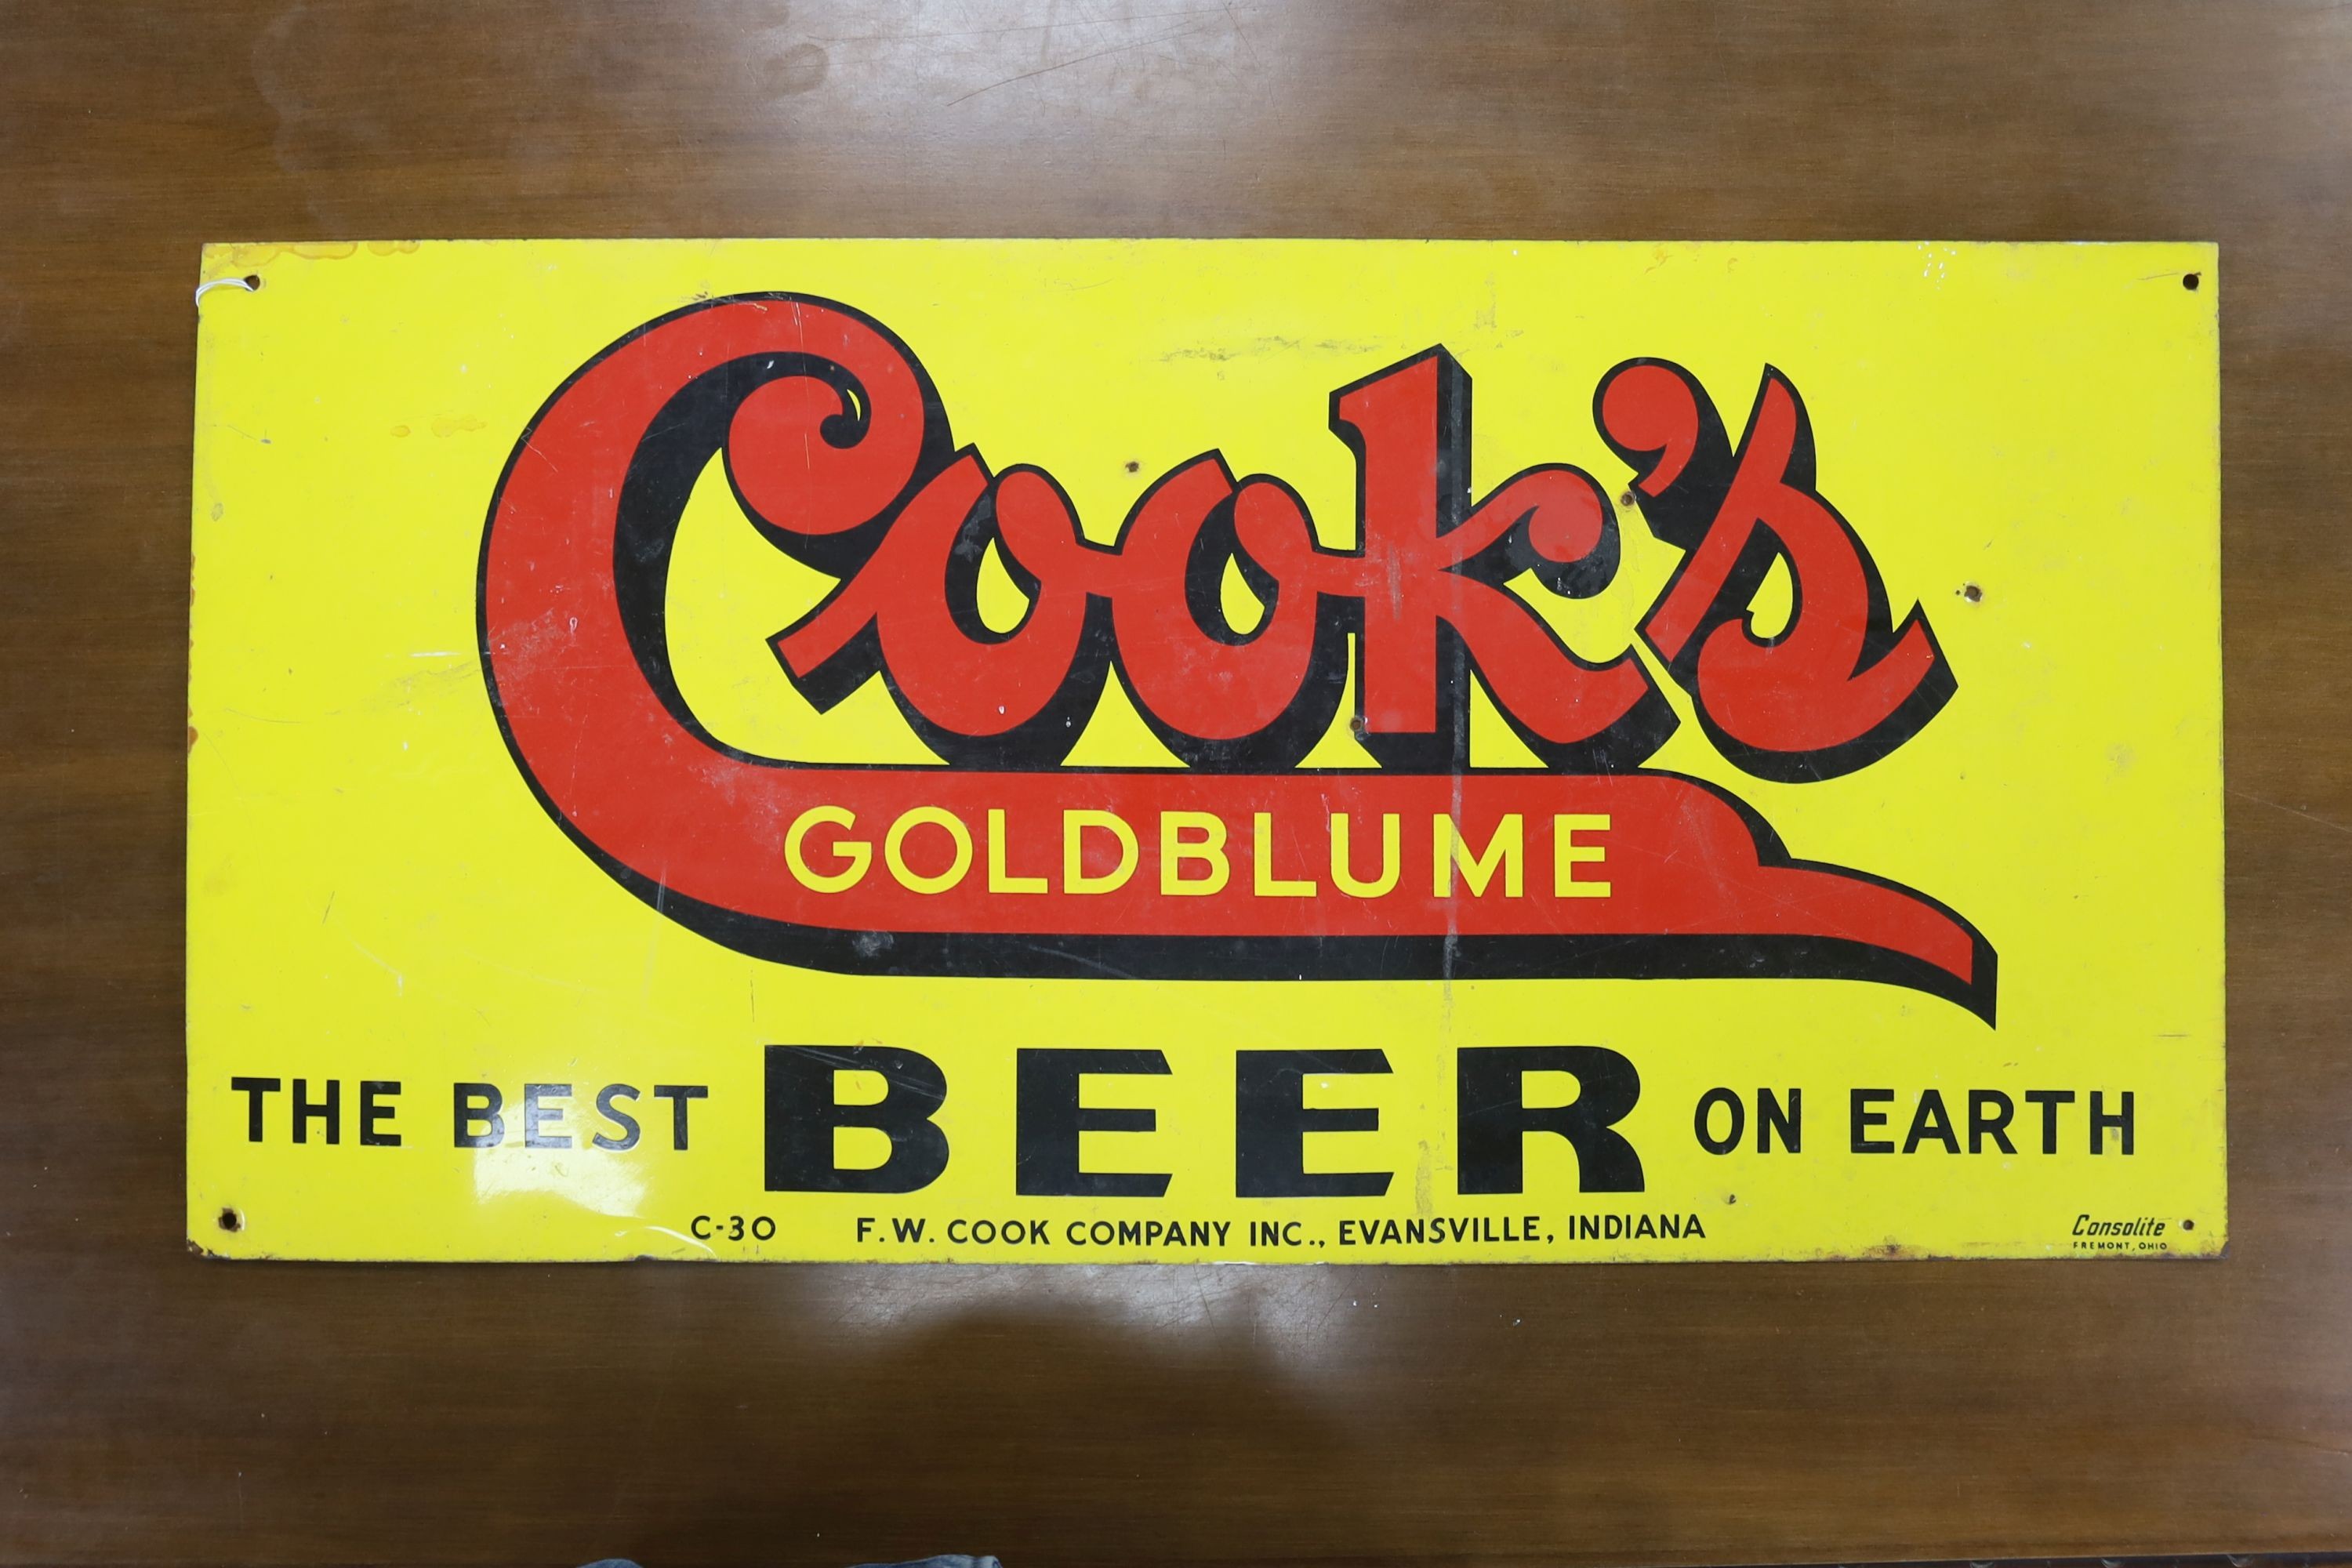 Cook's
GOLDBLUME
THE BEST BEER ON EARTH
C-30 F.W. COOK COMPANY INC., EVANSVILLE, INDIANA
Consolite
FREMONT, OHIO